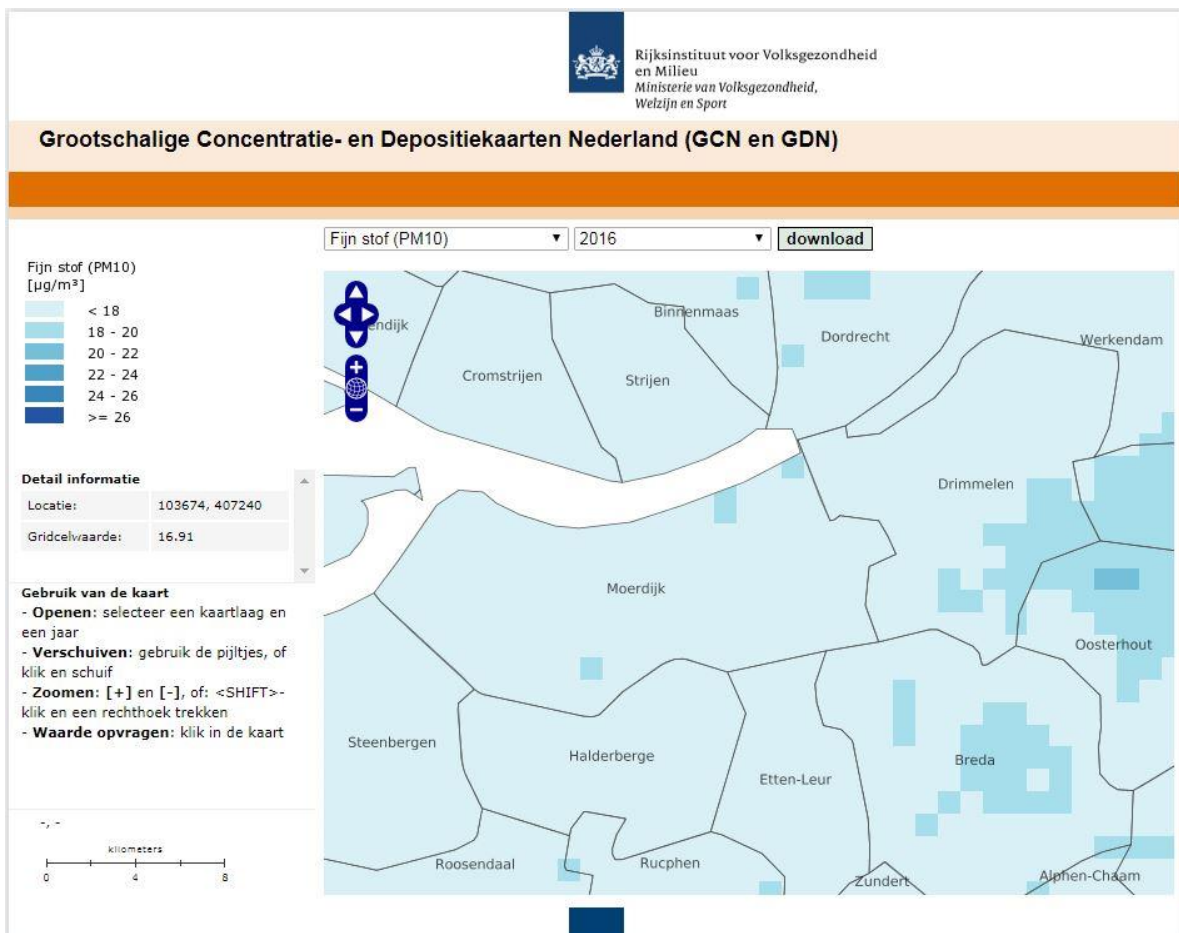 Rijksinstituut voor Volksgezondheid
en Milieu
Ministerie van Volksgezondheid,
Welzijn en Sport
Grootschalige Concentratie- en Depositiekaarten Nederland (GCN en GDN)
Fijn stof (PM10)
2016
download
Fijn stof (PM10)
[µg/m³]
< 18
18 - 20
20 - 22
22 - 24
24 - 26
>= 26
Detail informatie
Locatie: 103674, 407240
Gridcelwaarde: 16.91
Gebruik van de kaart
- Openen: selecteer een kaartlaag en
een jaar
- Verschuiven: gebruik de pijltjes, of
klik en schuif
- Zoomen: [+] en [-], of: <SHIFT>-
klik en een rechthoek trekken
- Waarde opvragen: klik in de kaart
-, -
kilometers
0 4 8
endijk
Binnenmaas
Dordrecht
Werkendam
Cromstrijen
Strijen
Drimmelen
Moerdijk
Oosterhout
Steenbergen
Halderberge
Etten-Leur
Breda
Roosendaal
Rucphen
Zundert
Alphen-Chaam